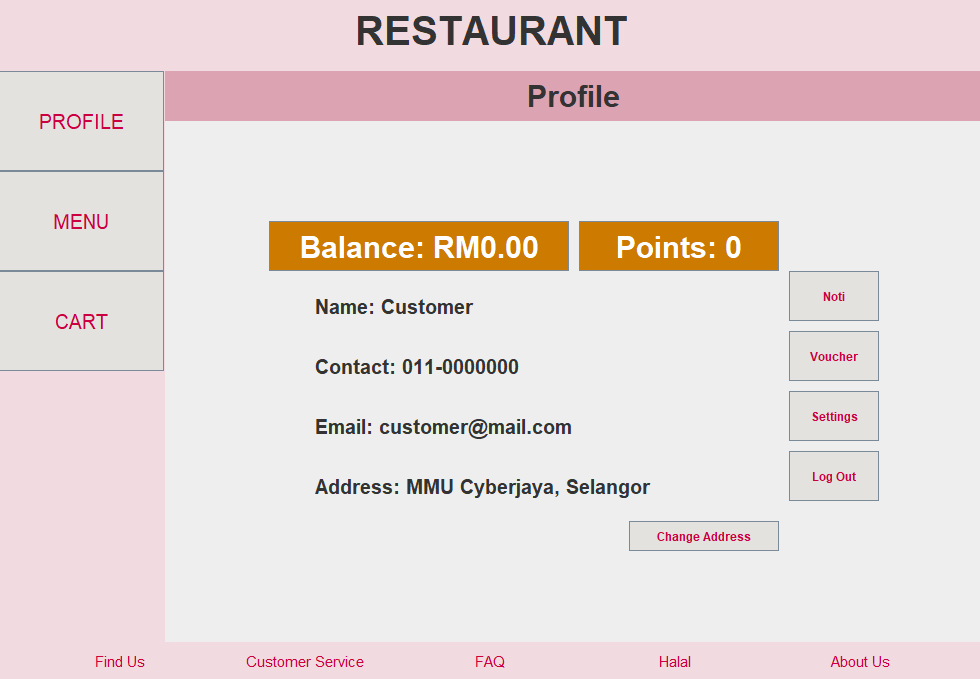 RESTAURANT
PROFILE
MENU
CART
Profile
Balance: RM0.00
Points: 0
Name: Customer
Contact: 011-0000000
Email: customer@mail.com
Address: MMU Cyberjaya, Selangor
Change Address
Noti
Voucher
Settings
Log Out
Find Us
Customer Service
FAQ
Halal
About Us